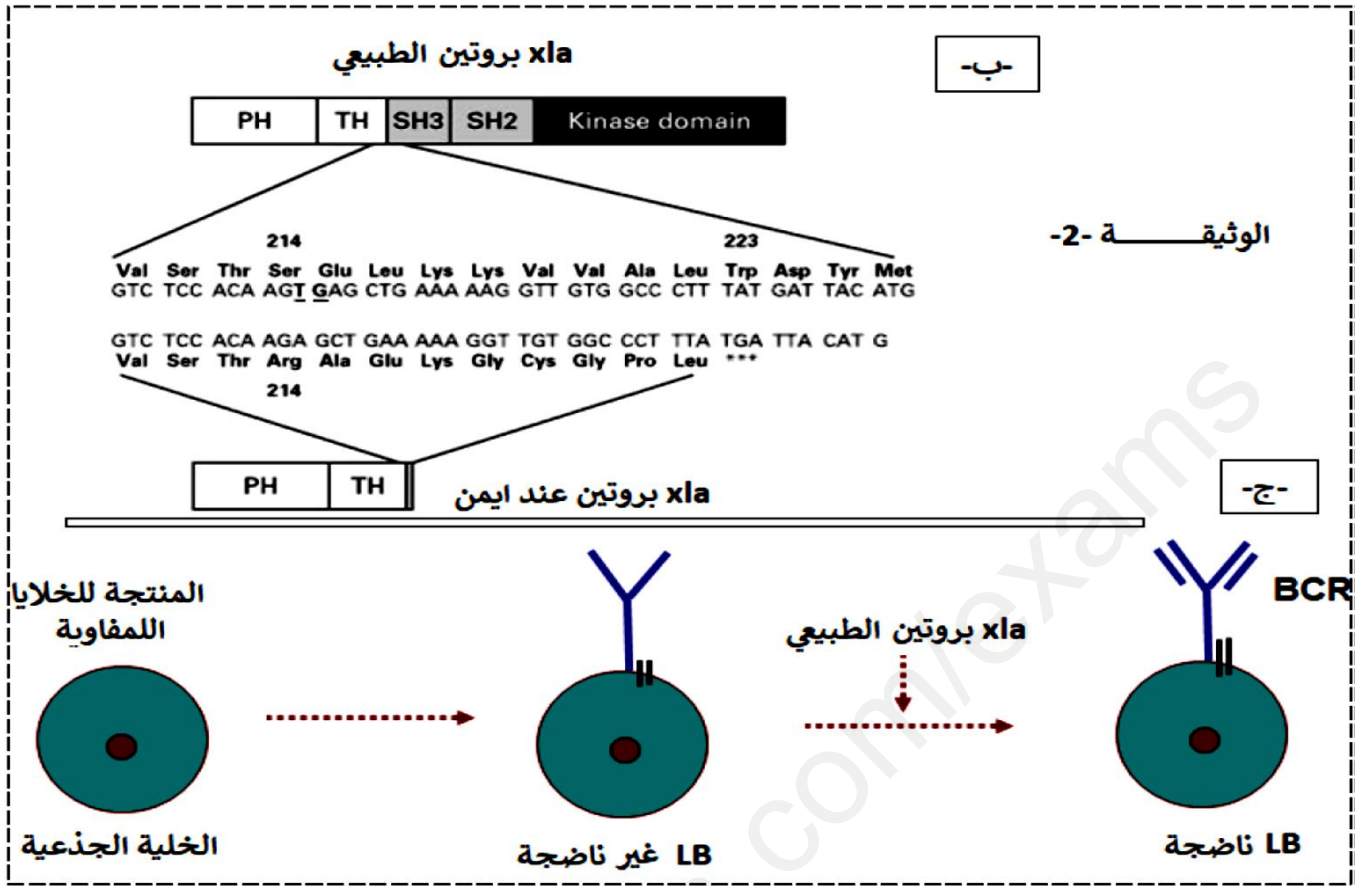 -ب-
xla بروتين الطبيعي
PH TH SH3 SH2 Kinase domain
الوثيقـــــة -2-
214 223
Val Ser Thr Ser Glu Leu Lys Lys Val Val Ala Leu Trp Asp Tyr Met
GTC TCC ACA AGT GAG CTG AAA AAG GTT GTG GCC CTT TAT GAT TAC ATG
GTC TCC ACA AGA GCT GAA AAA GGT TGT GGC CCT TTA TGA TTA CAT G
Val Ser Thr Arg Ala Glu Lys Gly Cys Gly Pro Leu ***
214
PH TH
xla بروتين عند ايمن
-ج-
المنتجة للخلايا
اللمفاوية
xla بروتين الطبيعي
BCR
الخلية الجذعية
LB غير ناضجة
LB ناضجة
com/exams